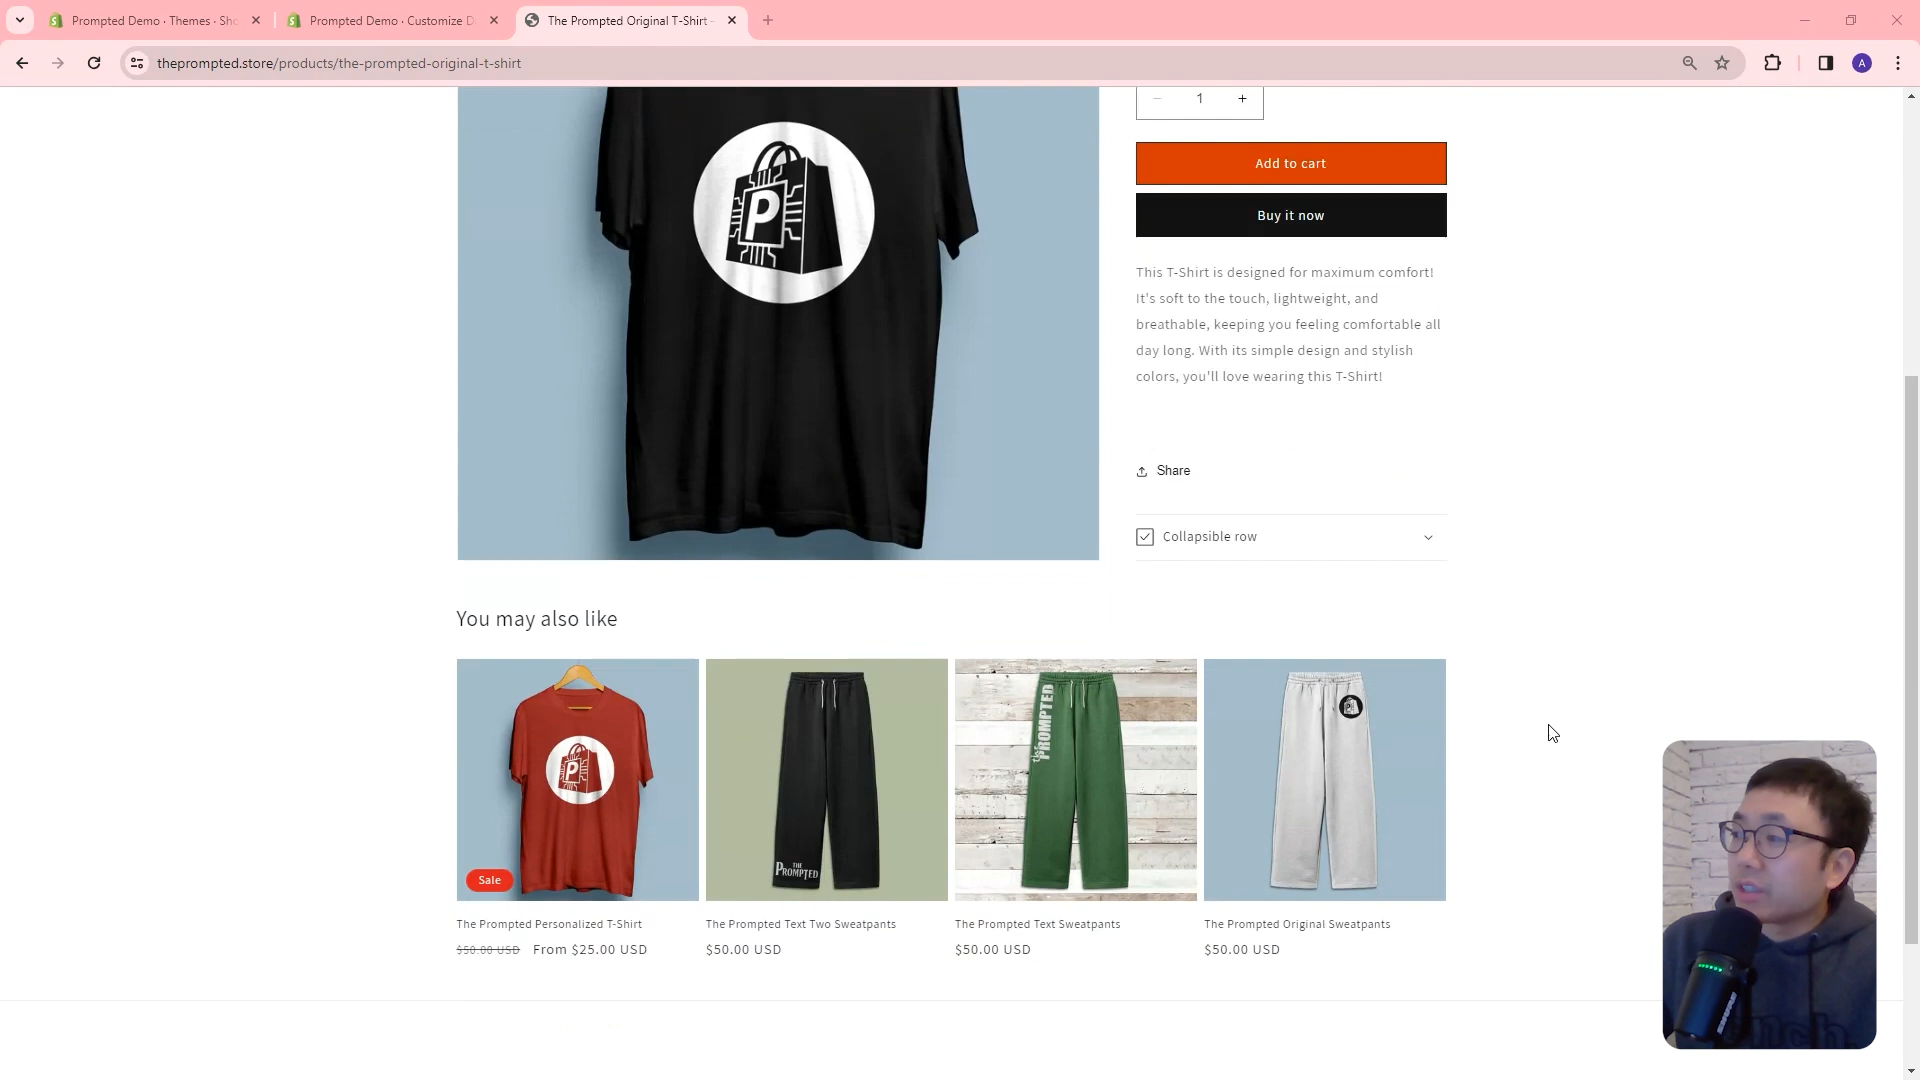 Prompted Demo · Themes · Sho
Prompted Demo · Customize D
The Prompted Original T-Shirt –
theprompted.store/products/the-prompted-original-t-shirt
A
1
P
Add to cart
Buy it now
This T-Shirt is designed for maximum comfort!
It's soft to the touch, lightweight, and
breathable, keeping you feeling comfortable all
day long. With its simple design and stylish
colors, you'll love wearing this T-Shirt!
Share
Collapsible row
You may also like
P
Sale
THE
PROMPTED
the PROMPTED
P
The Prompted Personalized T-Shirt
The Prompted Text Two Sweatpants
The Prompted Text Sweatpants
The Prompted Original Sweatpants
$50.00 USD From $25.00 USD
$50.00 USD
$50.00 USD
$50.00 USD